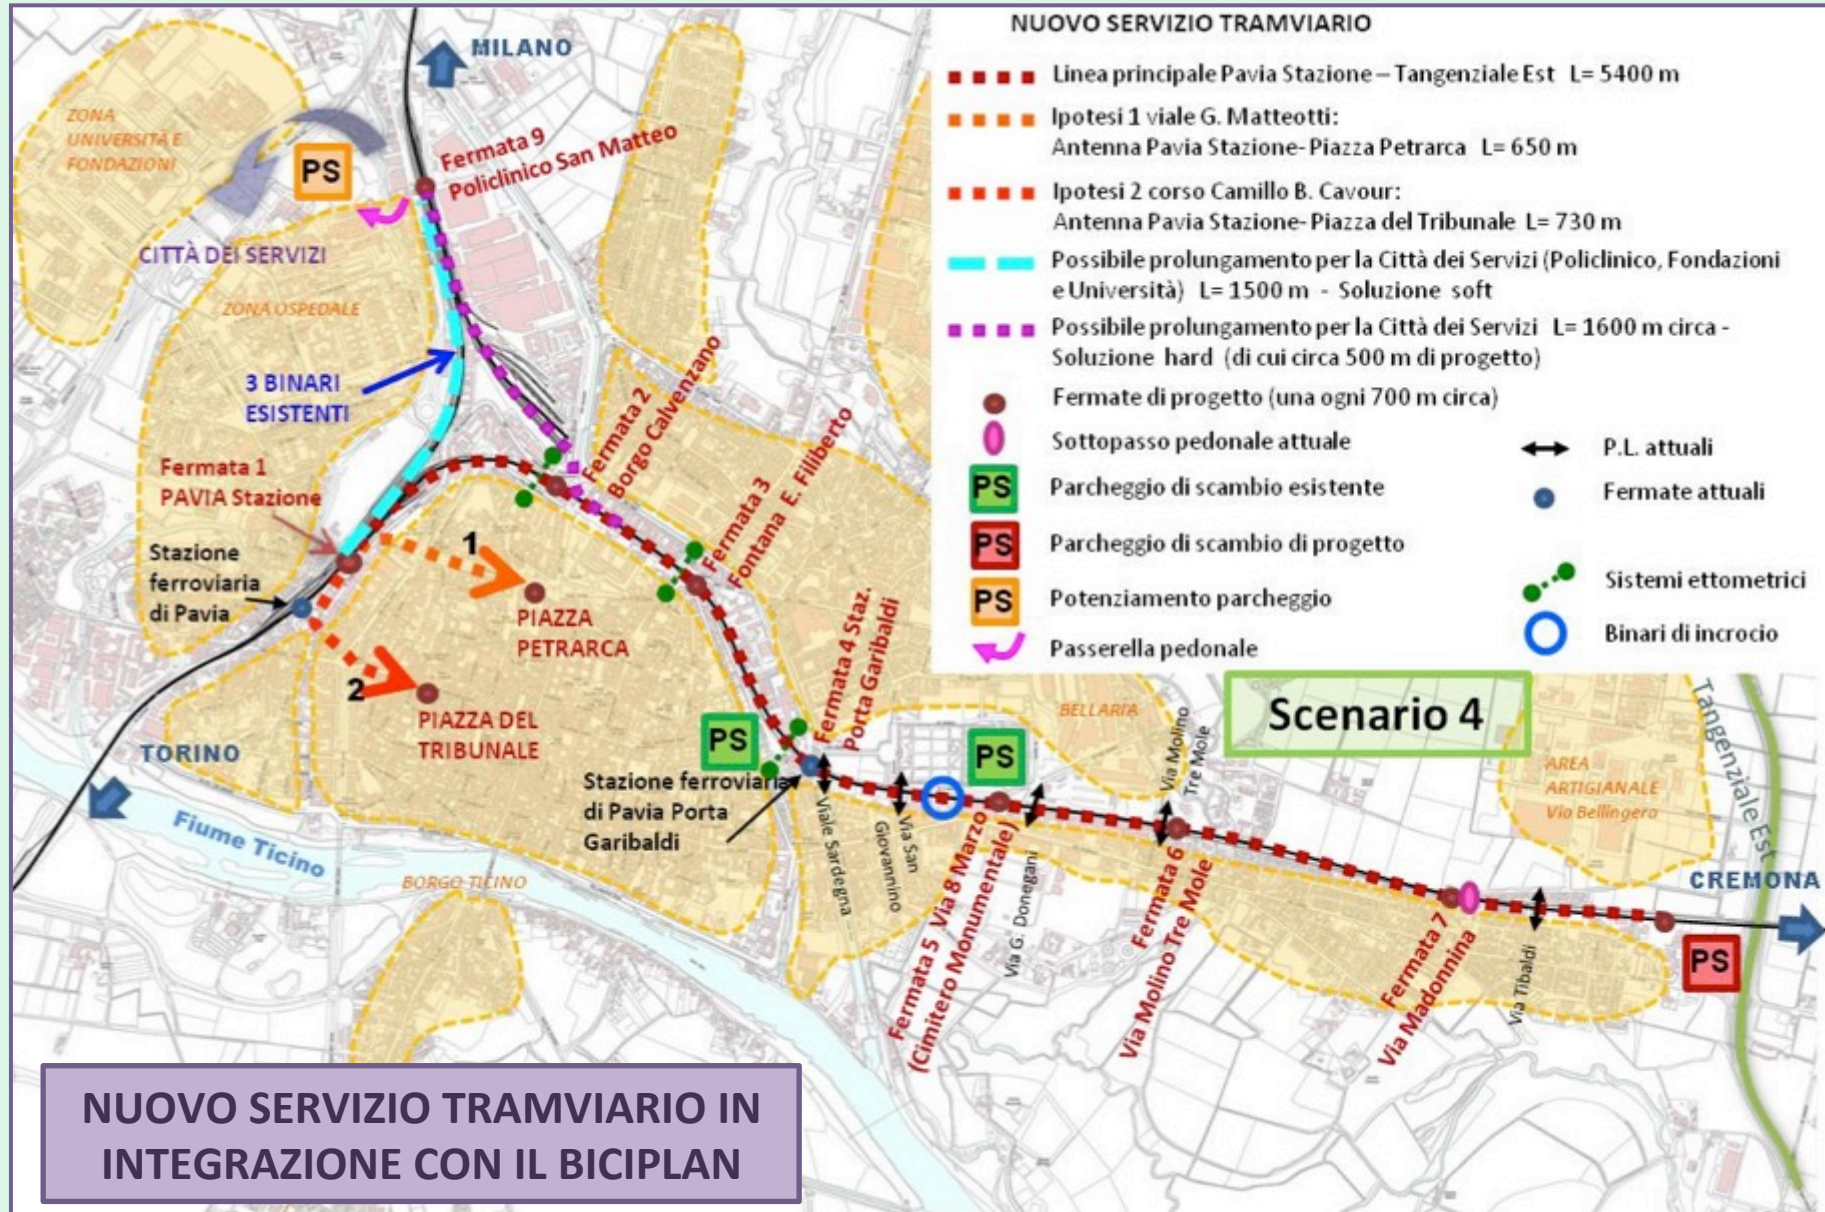 NUOVO SERVIZIO TRAMVIARIO
Linea principale Pavia Stazione – Tangenziale Est L= 5400 m
Ipotesi 1 viale G. Matteotti:
Antenna Pavia Stazione- Piazza Petrarca L= 650 m
Ipotesi 2 corso Camillo B. Cavour:
Antenna Pavia Stazione- Piazza del Tribunale L= 730 m
Possibile prolungamento per la Città dei Servizi (Policlinico, Fondazioni
e Università) L= 1500 m - Soluzione soft
Possibile prolungamento per la Città dei Servizi L= 1600 m circa -
Soluzione hard (di cui circa 500 m di progetto)
Fermate di progetto (una ogni 700 m circa)
Sottopasso pedonale attuale
PS
Parcheggio di scambio esistente
PS
Parcheggio di scambio di progetto
PS
Potenziamento parcheggio
Passerella pedonale
P.L. attuali
Fermate attuali
Sistemi ettometrici
Binari di incrocio
Scenario 4
MILANO
ZONA
UNIVERSITÀ E
FONDAZIONI
PS
Fermata 9
Policlinico San Matteo
CITTÀ DEI SERVIZI
ZONA OSPEDALE
3 BINARI
ESISTENTI
Fermata 1
PAVIA Stazione
Stazione
ferroviaria
di Pavia
Fermata 2
Borgo Calvenzano
Fermata 3
Fontana E. Filiberto
1
PIAZZA
PETRARCA
2
PIAZZA DEL
TRIBUNALE
TORINO
Fiume Ticino
BORGO TICINO
PS
Fermata 4 Staz.
Porta Garibaldi
Stazione ferroviaria
di Pavia Porta
Garibaldi
Viale Sardegna
Via San
Giovannino
PS
Fermata 5 Via 8 Marzo
(Cimitero Monumentale)
Via G. Donegani
BELLARIA
Via Molino
Tre Mole
Fermata 6
Via Molino Tre Mole
Fermata 7
Via Madonnina
Via Tibaldi
AREA
ARTIGIANALE
Via Bellingera
Tangenziale Est
CREMONA
PS
NUOVO SERVIZIO TRAMVIARIO IN
INTEGRAZIONE CON IL BICIPLAN